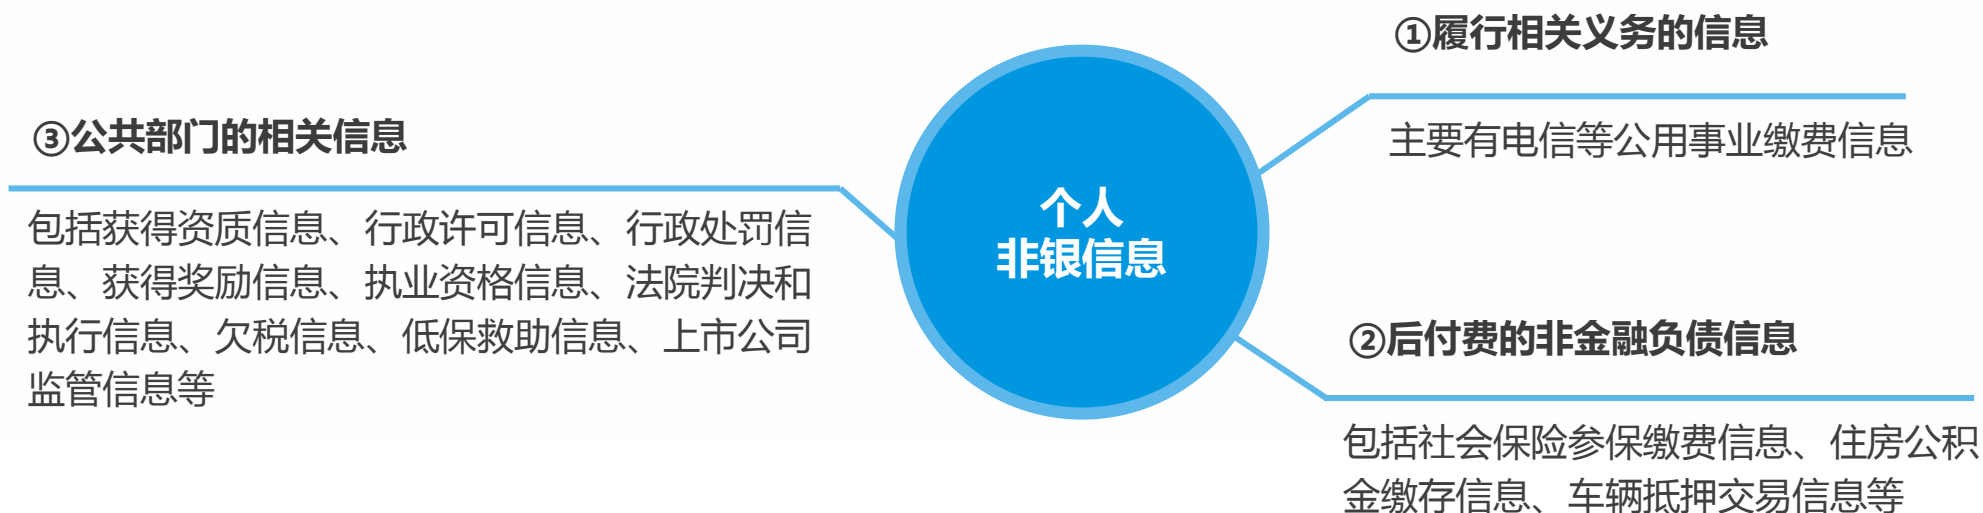 ①履行相关义务的信息
主要有电信等公用事业缴费信息
③公共部门的相关信息
包括获得资质信息、行政许可信息、行政处罚信
息、获得奖励信息、执业资格信息、法院判决和
执行信息、欠税信息、低保救助信息、上市公司
监管信息等
个人
非银信息
②后付费的非金融负债信息
包括社会保险参保缴费信息、住房公积
金缴存信息、车辆抵押交易信息等